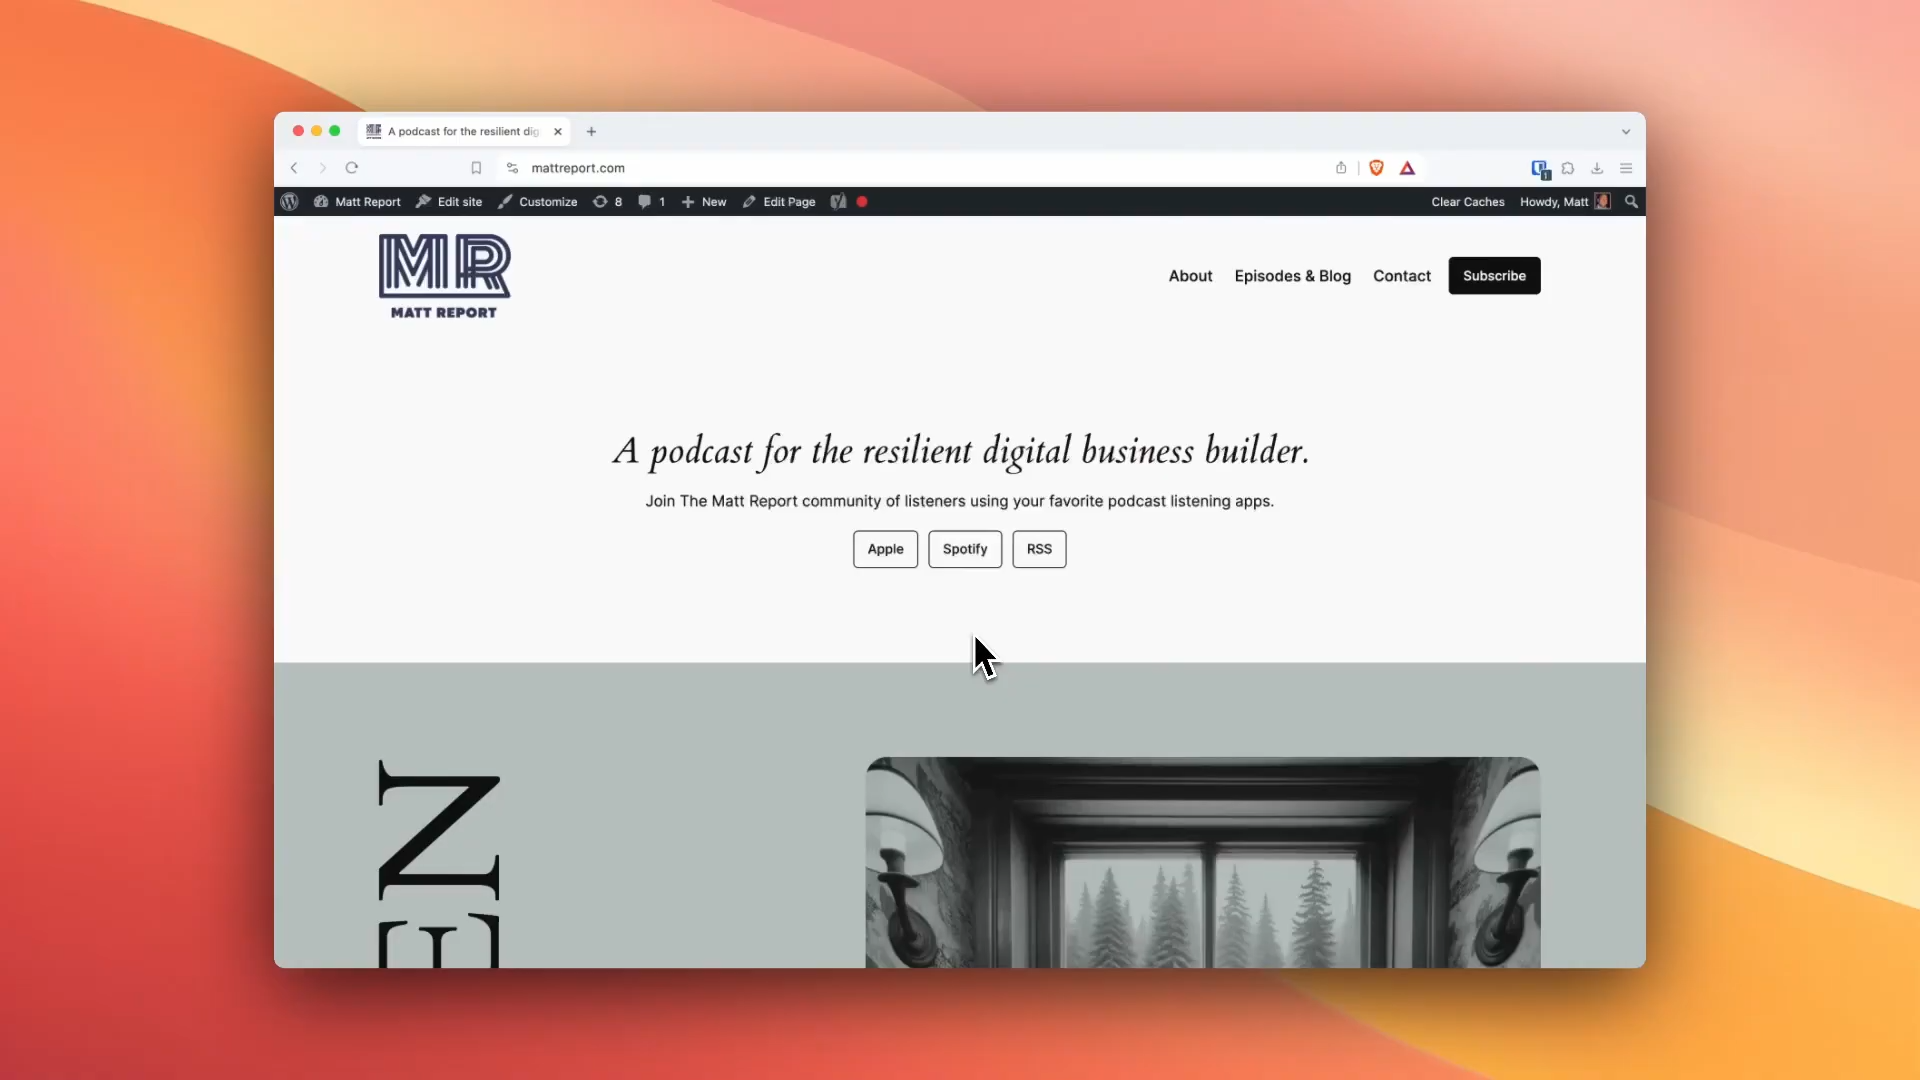 A podcast for the resilient dig
mattreport.com
Matt Report Edit site Customize 8 1 New Edit Page Clear Caches Howdy, Matt
MR
MATT REPORT
About Episodes & Blog Contact Subscribe
A podcast for the resilient digital business builder.
Join The Matt Report community of listeners using your favorite podcast listening apps.
Apple Spotify RSS
EN